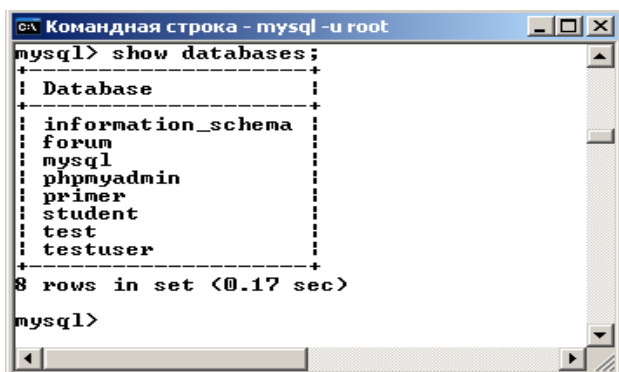 Командная строка - mysql -u root
mysql> show databases;
+--------------------+
| Database           |
+--------------------+
| information_schema |
| forum              |
| mysql              |
| phpmyadmin         |
| primer             |
| student            |
| test               |
| testuser           |
+--------------------+
8 rows in set (0.17 sec)
mysql>